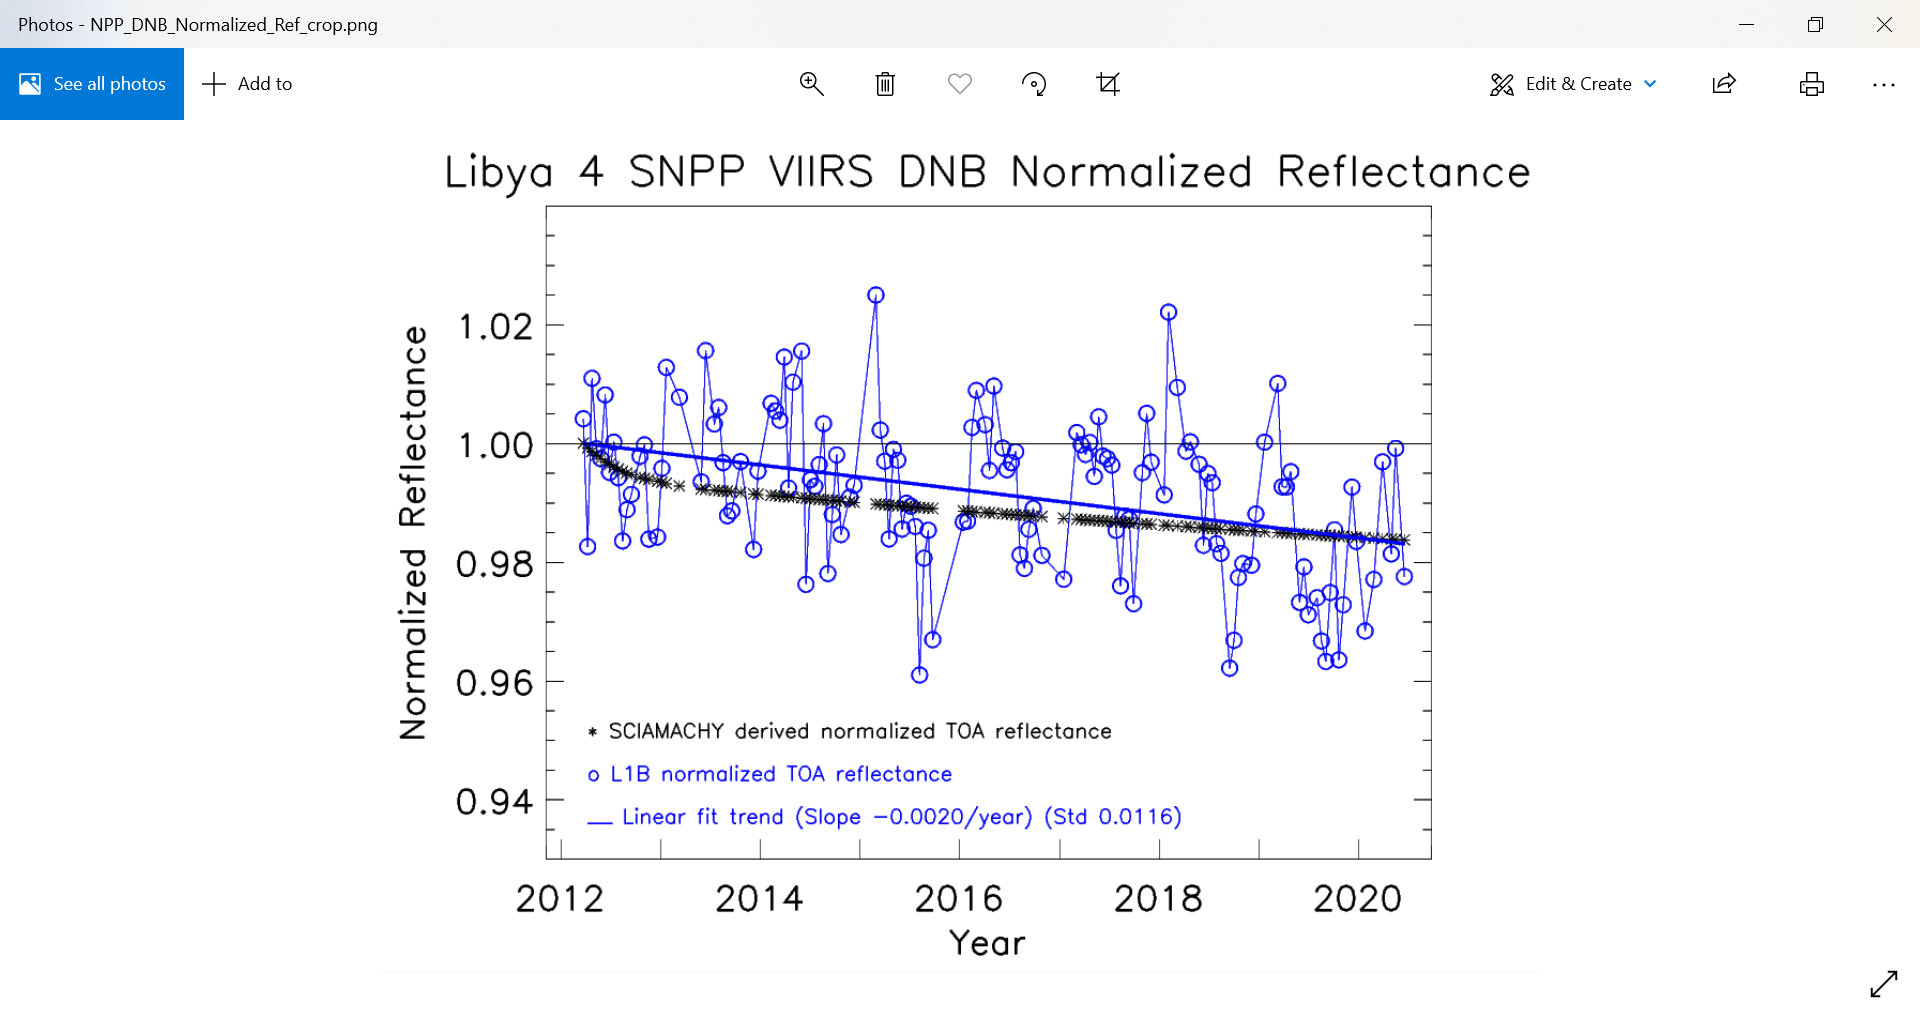 Photos - NPP_DNB_Normalized_Ref_crop.png
See all photos
Add to
Edit & Create
Libya 4 SNPP VIIRS DNB Normalized Reflectance
Normalized Reflectance
1.02
1.00
0.98
0.96
0.94
* SCIAMACHY derived normalized TOA reflectance
o L1B normalized TOA reflectance
Linear fit trend (Slope −0.0020/year) (Std 0.0116)
2012 2014 2016 2018 2020
Year